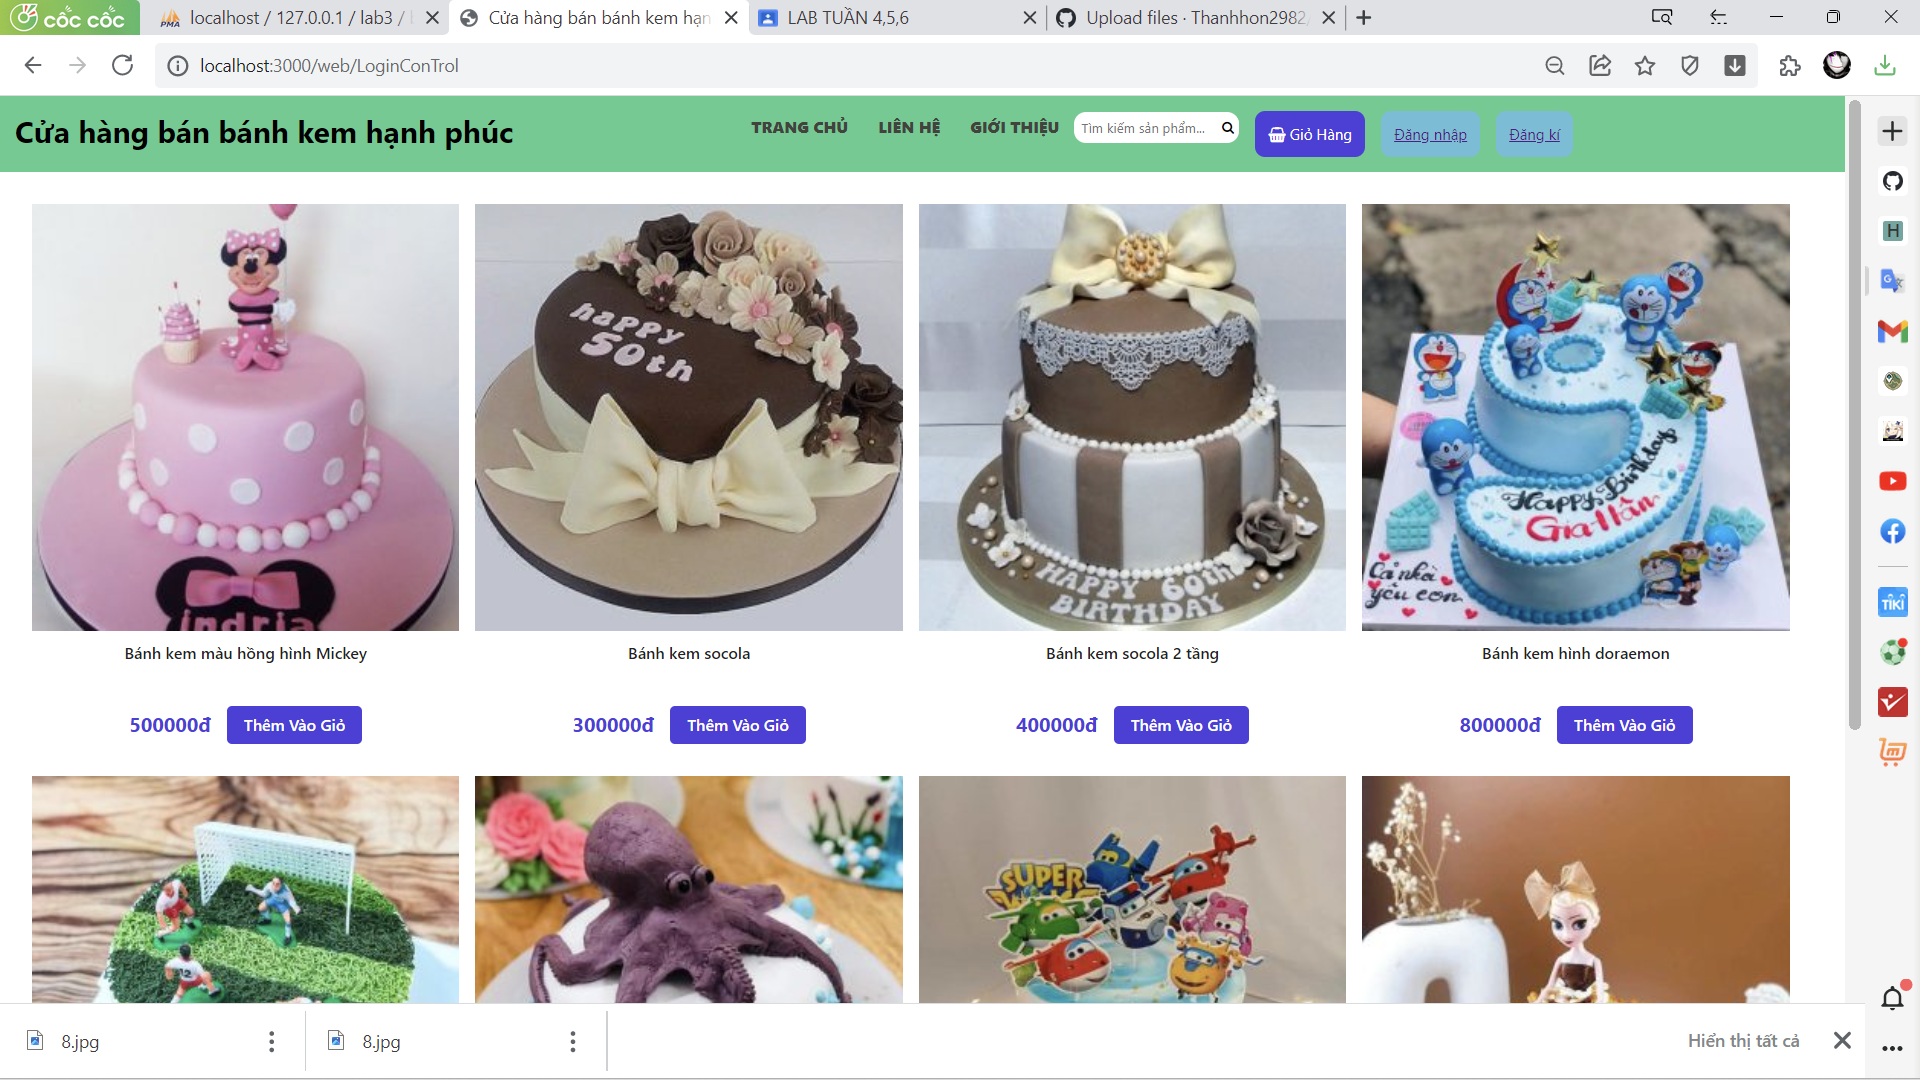 cốc cốc
localhost / 127.0.0.1 / lab3 /
Cửa hàng bán bánh kem hạn
LAB TUẦN 4,5,6
Upload files · Thanhhon2982
localhost:3000/web/LoginConTrol
Cửa hàng bán bánh kem hạnh phúc
TRANG CHỦ
LIÊN HỆ
GIỚI THIỆU
Tìm kiếm sản phẩm...
Giỏ Hàng
Đăng nhập
Đăng kí
happy
50th
indria
HAPPY 60th
BIRTHDAY
Happy Birthday
Gia Hân
Cả nhà
yêu con
Bánh kem màu hồng hình Mickey
Bánh kem socola
Bánh kem socola 2 tầng
Bánh kem hình doraemon
500000đ
Thêm Vào Giỏ
300000đ
Thêm Vào Giỏ
400000đ
Thêm Vào Giỏ
800000đ
Thêm Vào Giỏ
SUPER
12
H
TIKI
8.jpg
8.jpg
Hiển thị tất cả